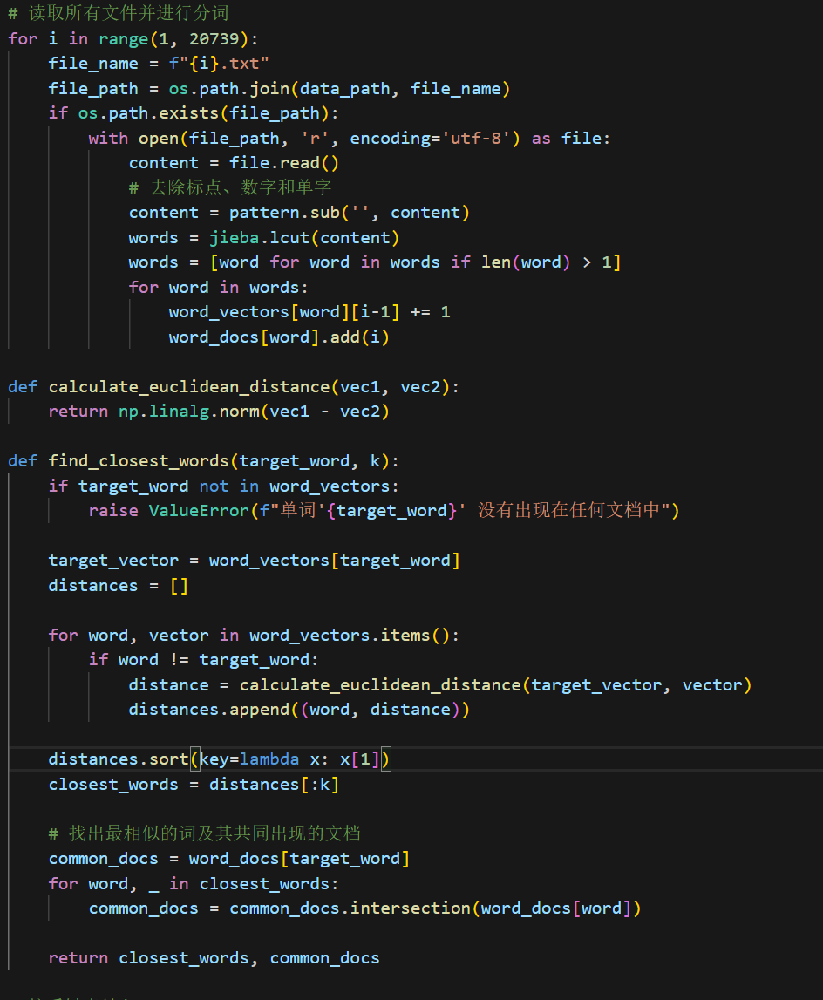 # 读取所有文件并进行分词
for i in range(1, 20739):
    file_name = f"{i}.txt"
    file_path = os.path.join(data_path, file_name)
    if os.path.exists(file_path):
        with open(file_path, 'r', encoding='utf-8') as file:
            content = file.read()
            # 去除标点、数字和单字
            content = pattern.sub('', content)
            words = jieba.lcut(content)
            words = [word for word in words if len(word) > 1]
            for word in words:
                word_vectors[word][i-1] += 1
                word_docs[word].add(i)
def calculate_euclidean_distance(vec1, vec2):
    return np.linalg.norm(vec1 - vec2)
def find_closest_words(target_word, k):
    if target_word not in word_vectors:
        raise ValueError(f"单词'{target_word}' 没有出现在任何文档中")
    target_vector = word_vectors[target_word]
    distances = []
    for word, vector in word_vectors.items():
        if word != target_word:
            distance = calculate_euclidean_distance(target_vector, vector)
            distances.append((word, distance))
    distances.sort(key=lambda x: x[1])
    closest_words = distances[:k]
    # 找出最相似的词及其共同出现的文档
    common_docs = word_docs[target_word]
    for word, _ in closest_words:
        common_docs = common_docs.intersection(word_docs[word])
    return closest_words, common_docs